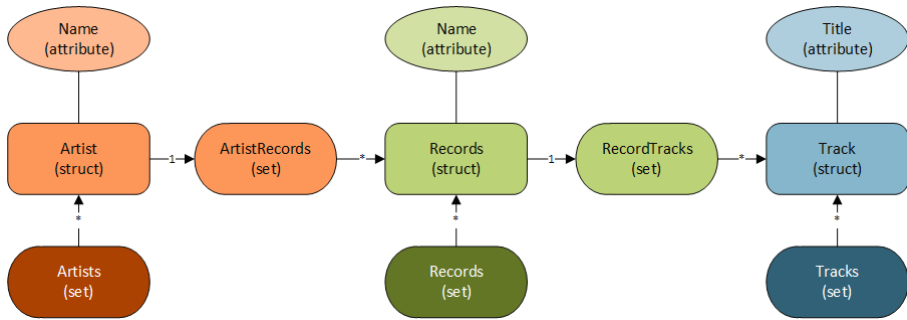 Name
(attribute)
Name
(attribute)
Title
(attribute)
Artist
(struct)
1
ArtistRecords
(set)
*
Records
(struct)
1
RecordTracks
(set)
*
Track
(struct)
*
*
*
Artists
(set)
Records
(set)
Tracks
(set)